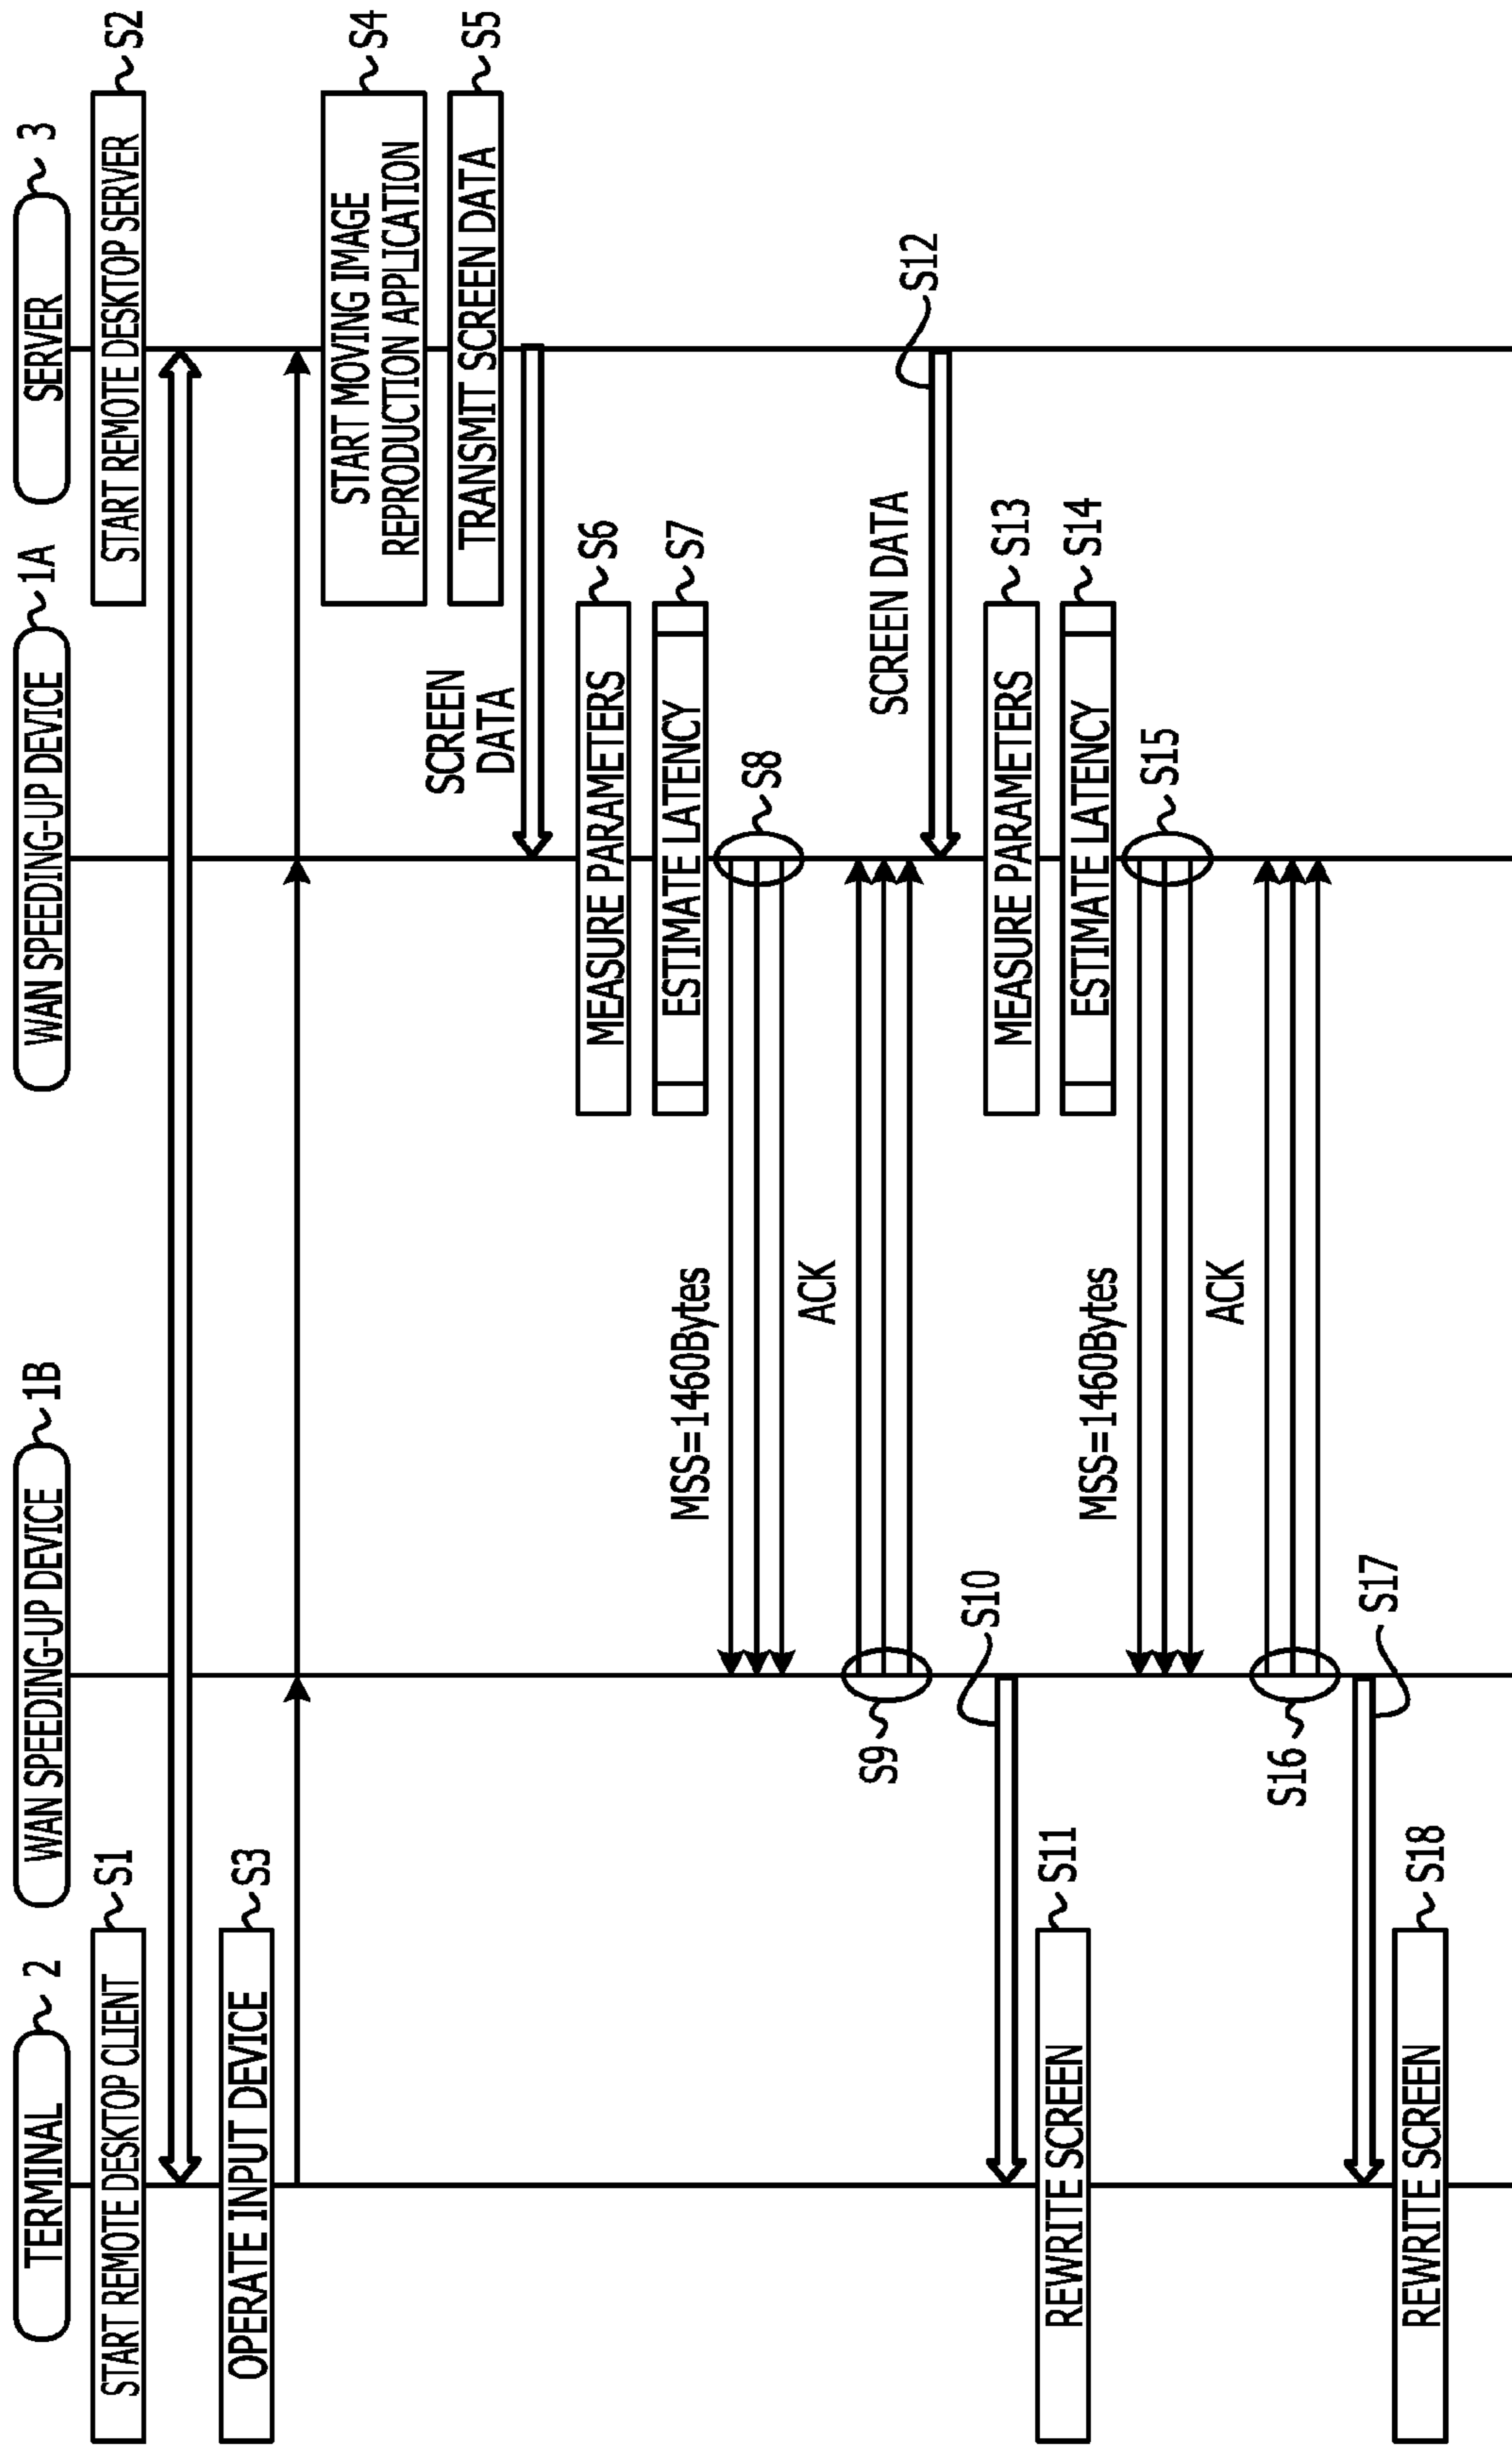 TERMINAL
2
WAN SPEEDING-UP DEVICE
1B
WAN SPEEDING-UP DEVICE
1A
SERVER
3
START REMOTE DESKTOP CLIENT
S1
START REMOTE DESKTOP SERVER
S2
OPERATE INPUT DEVICE
S3
START MOVING IMAGE
REPRODUCTION APPLICATION
S4
TRANSMIT SCREEN DATA
S5
SCREEN
DATA
MEASURE PARAMETERS
S6
ESTIMATE LATENCY
S7
MSS=1460Bytes
S8
ACK
S9
SCREEN DATA
S12
S10
MEASURE PARAMETERS
S13
REWRITE SCREEN
S11
ESTIMATE LATENCY
S14
MSS=1460Bytes
S15
ACK
S16
S17
REWRITE SCREEN
S18